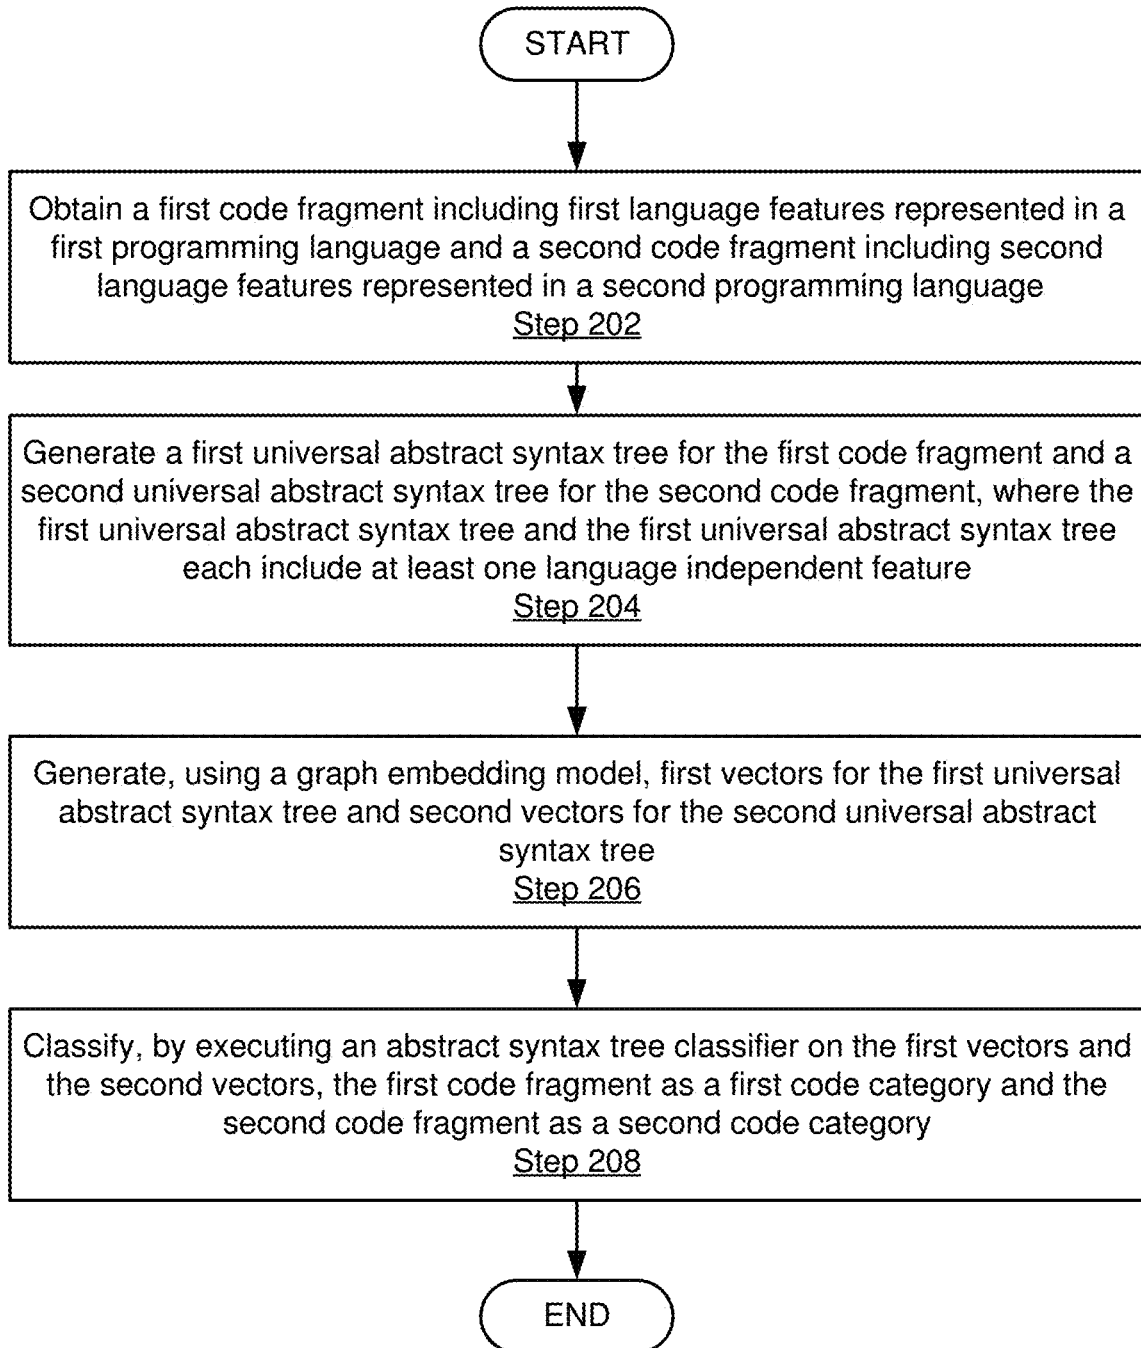 START
Obtain a first code fragment including first language features represented in a
first programming language and a second code fragment including second
language features represented in a second programming language
Step 202
Generate a first universal abstract syntax tree for the first code fragment and a
second universal abstract syntax tree for the second code fragment, where the
first universal abstract syntax tree and the first universal abstract syntax tree
each include at least one language independent feature
Step 204
Generate, using a graph embedding model, first vectors for the first universal
abstract syntax tree and second vectors for the second universal abstract
syntax tree
Step 206
Classify, by executing an abstract syntax tree classifier on the first vectors and
the second vectors, the first code fragment as a first code category and the
second code fragment as a second code category
Step 208
END